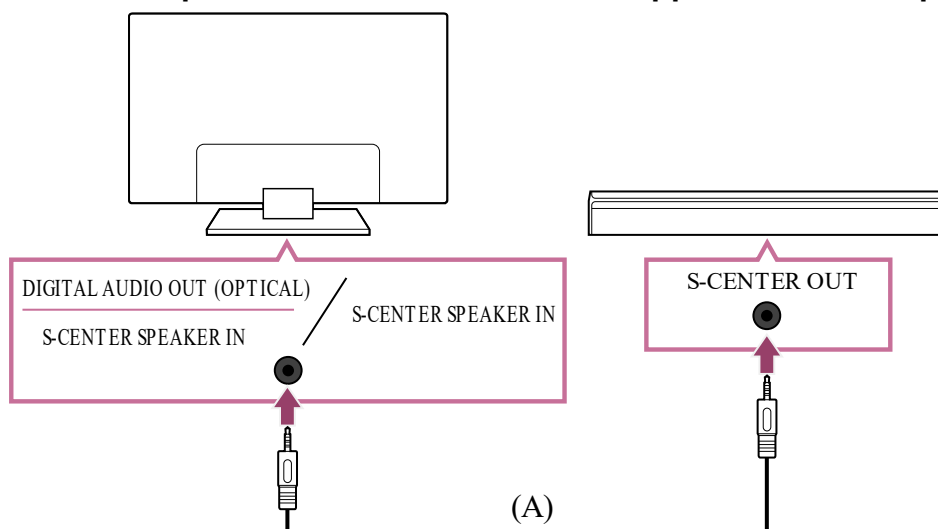 DIGITAL AUDIO OUT (OPTICAL)
S-CENTER SPEAKER IN
S-CENTER SPEAKER IN
S-CENTER OUT
(A)